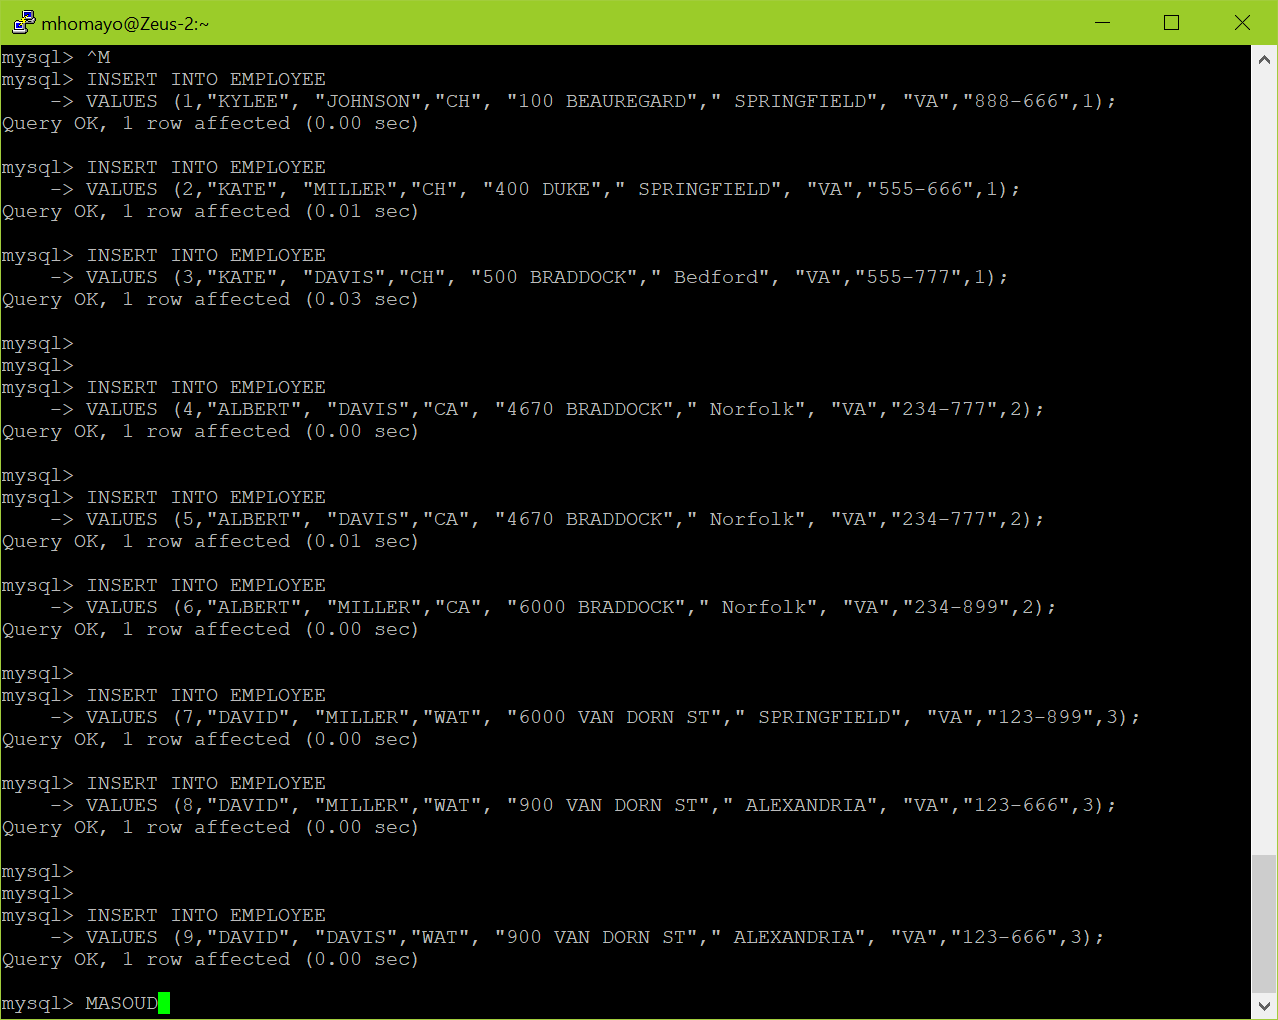 mhomayo@Zeus-2:~
mysql> ^M
mysql> INSERT INTO EMPLOYEE
    -> VALUES (1,"KYLEE", "JOHNSON","CH", "100 BEAUREGARD"," SPRINGFIELD", "VA","888-666",1);
Query OK, 1 row affected (0.00 sec)

mysql> INSERT INTO EMPLOYEE
    -> VALUES (2,"KATE", "MILLER","CH", "400 DUKE"," SPRINGFIELD", "VA","555-666",1);
Query OK, 1 row affected (0.01 sec)

mysql> INSERT INTO EMPLOYEE
    -> VALUES (3,"KATE", "DAVIS","CH", "500 BRADDOCK"," Bedford", "VA","555-777",1);
Query OK, 1 row affected (0.03 sec)

mysql>
mysql>
mysql> INSERT INTO EMPLOYEE
    -> VALUES (4,"ALBERT", "DAVIS","CA", "4670 BRADDOCK"," Norfolk", "VA","234-777",2);
Query OK, 1 row affected (0.00 sec)

mysql>
mysql> INSERT INTO EMPLOYEE
    -> VALUES (5,"ALBERT", "DAVIS","CA", "4670 BRADDOCK"," Norfolk", "VA","234-777",2);
Query OK, 1 row affected (0.01 sec)

mysql> INSERT INTO EMPLOYEE
    -> VALUES (6,"ALBERT", "MILLER","CA", "6000 BRADDOCK"," Norfolk", "VA","234-899",2);
Query OK, 1 row affected (0.00 sec)

mysql>
mysql> INSERT INTO EMPLOYEE
    -> VALUES (7,"DAVID", "MILLER","WAT", "6000 VAN DORN ST"," SPRINGFIELD", "VA","123-899",3);
Query OK, 1 row affected (0.00 sec)

mysql> INSERT INTO EMPLOYEE
    -> VALUES (8,"DAVID", "MILLER","WAT", "900 VAN DORN ST"," ALEXANDRIA", "VA","123-666",3);
Query OK, 1 row affected (0.00 sec)

mysql>
mysql>
mysql> INSERT INTO EMPLOYEE
    -> VALUES (9,"DAVID", "DAVIS","WAT", "900 VAN DORN ST"," ALEXANDRIA", "VA","123-666",3);
Query OK, 1 row affected (0.00 sec)

mysql> MASOUD